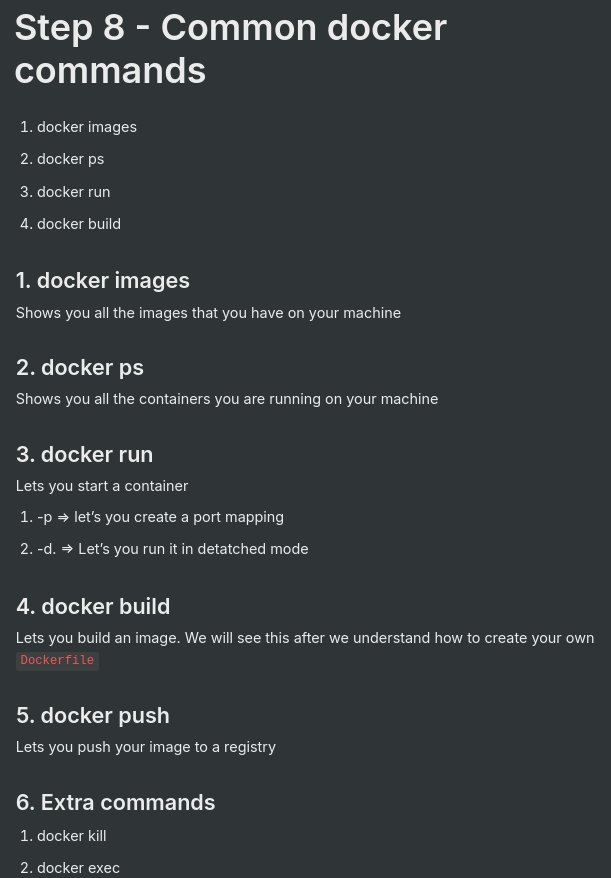 Step 8 - Common docker
commands
1. docker images
2. docker ps
3. docker run
4. docker build
1. docker images
Shows you all the images that you have on your machine
2. docker ps
Shows you all the containers you are running on your machine
3. docker run
Lets you start a container
1. -p ⇒ let’s you create a port mapping
2. -d. ⇒ Let’s you run it in detatched mode
4. docker build
Lets you build an image. We will see this after we understand how to create your own
Dockerfile
5. docker push
Lets you push your image to a registry
6. Extra commands
1. docker kill
2. docker exec